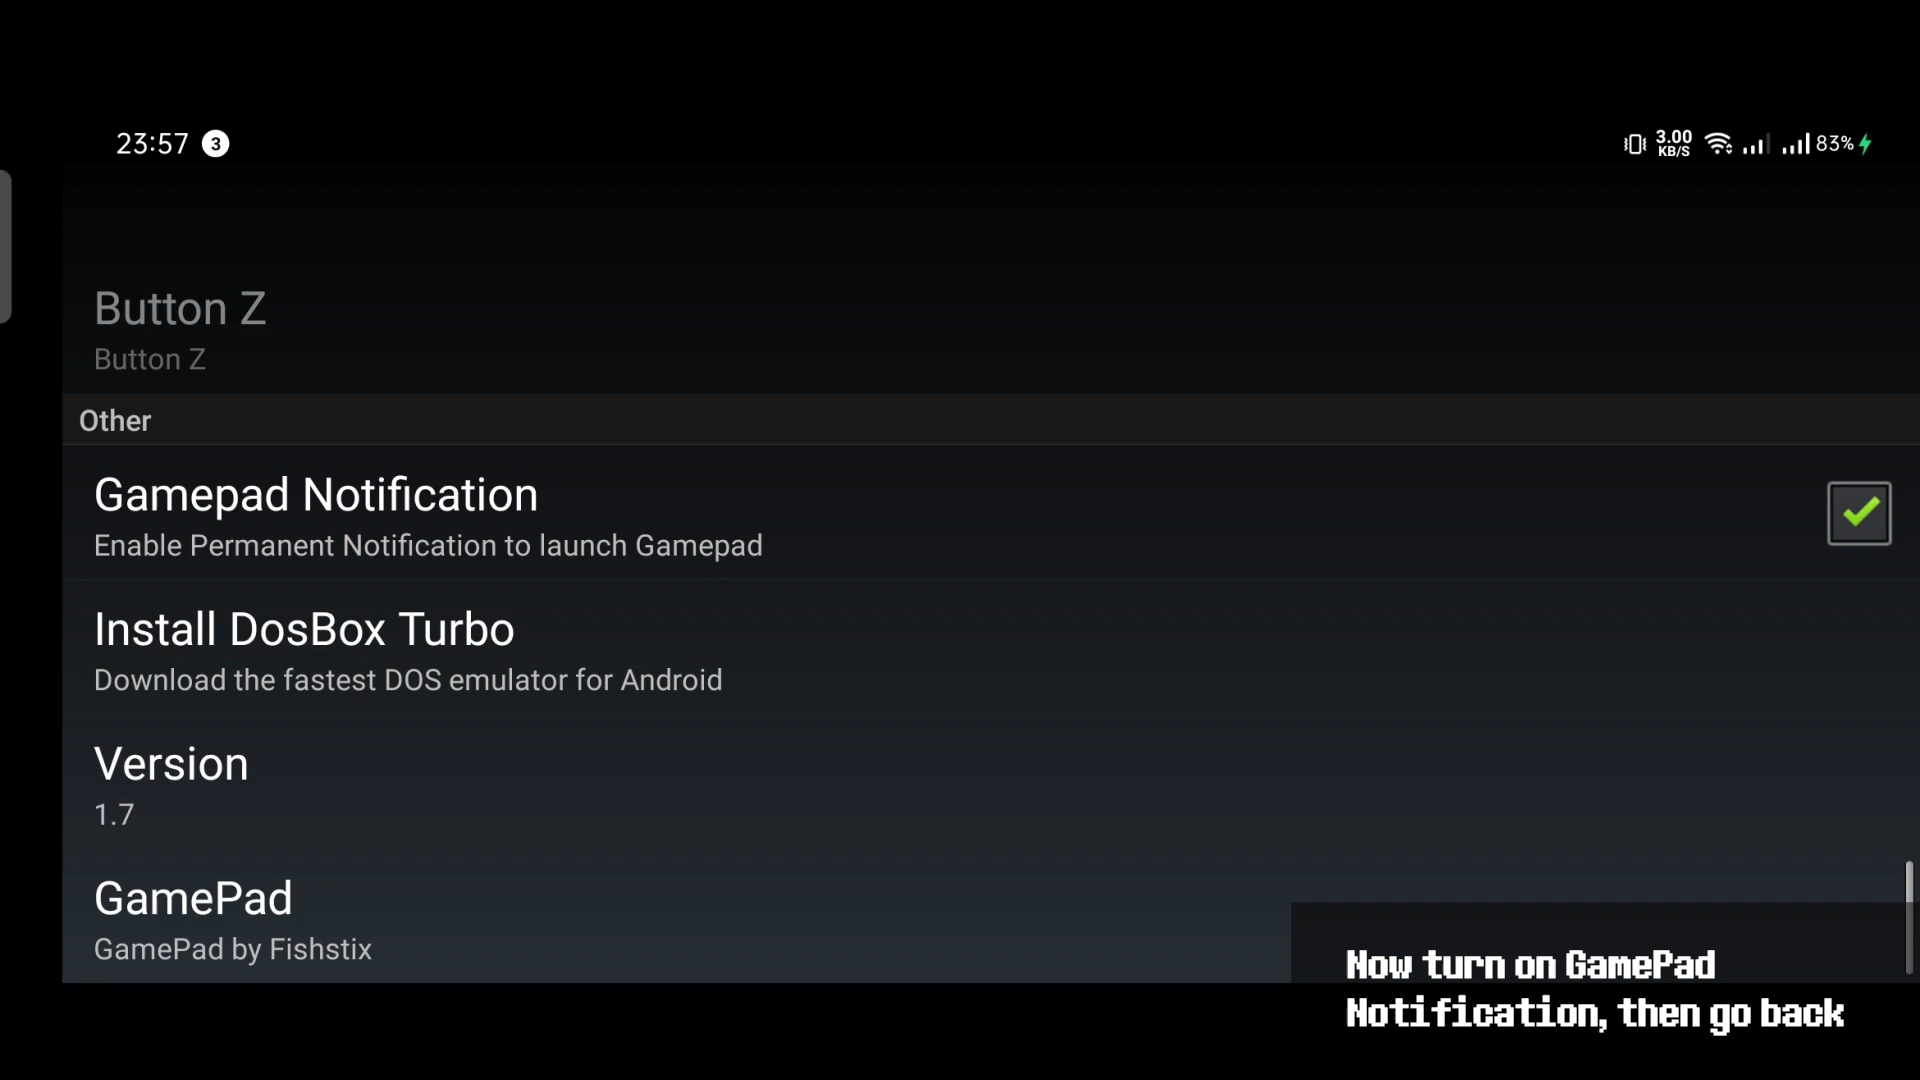 23:57 3
3.00 KB/S 83%
Button Z
Button Z
Other
Gamepad Notification
Enable Permanent Notification to launch Gamepad
Install DosBox Turbo
Download the fastest DOS emulator for Android
Version
1.7
GamePad
GamePad by Fishstix
Now turn on GamePad
Notification, then go back